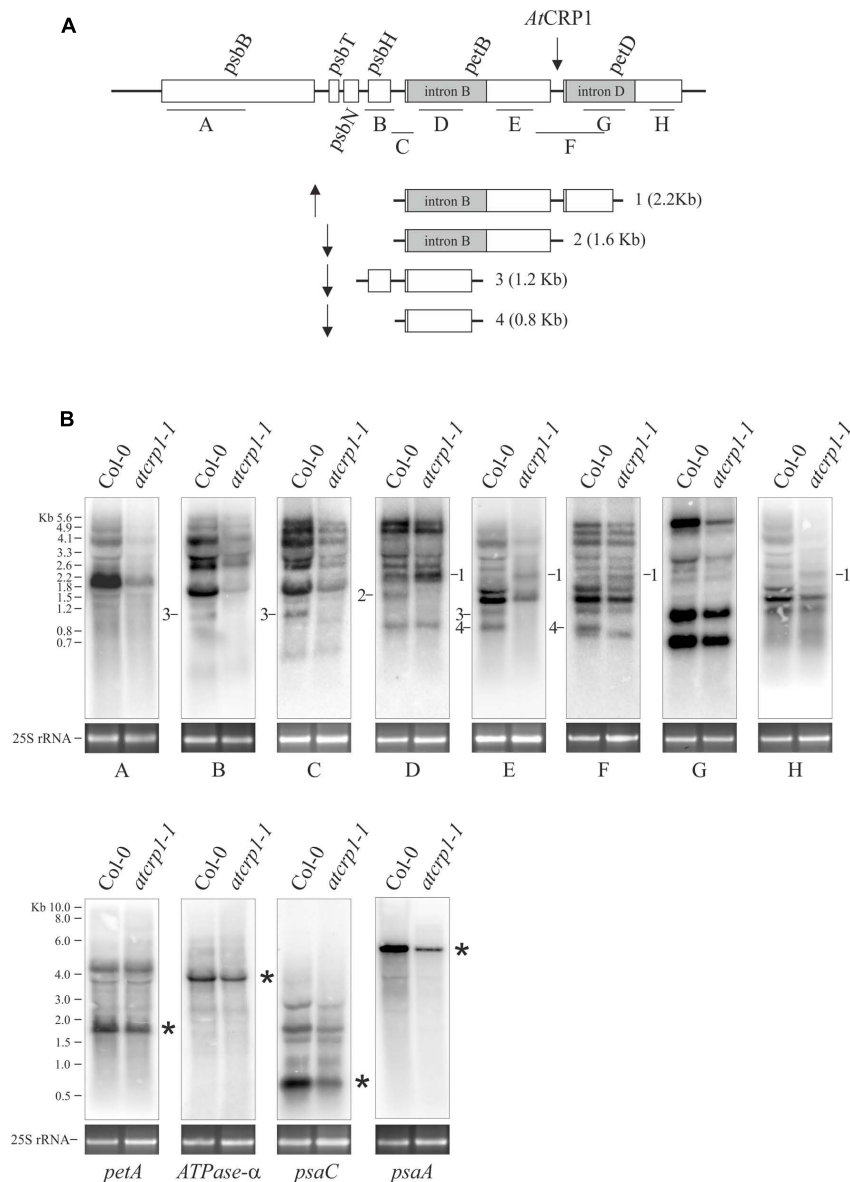 A
AtCRP1
psbB
psbT
psbH
petB
petD
intron B
intron D
psbN
A
B
C
D
E
F
G
H
intron B
1 (2.2Kb)
intron B
2 (1.6 Kb)
3 (1.2 Kb)
4 (0.8 Kb)
B
Col-0 atcrp1-1
Col-0 atcrp1-1
Col-0 atcrp1-1
Col-0 atcrp1-1
Col-0 atcrp1-1
Col-0 atcrp1-1
Col-0 atcrp1-1
Col-0 atcrp1-1
Kb 5.6
4.9
4.1
3.3
2.6
2.2
1.8
1.5
1.2
0.8
0.7
3
3
2
1
3
4
4
1
1
25S rRNA
A B C D E F G H
Col-0 atcrp1-1
Col-0 atcrp1-1
Col-0 atcrp1-1
Col-0 atcrp1-1
Kb 10.0
8.0
6.0
4.0
3.0
2.0
1.5
1.0
0.5
*
*
*
*
25S rRNA
petA ATPase-α psaC psaA